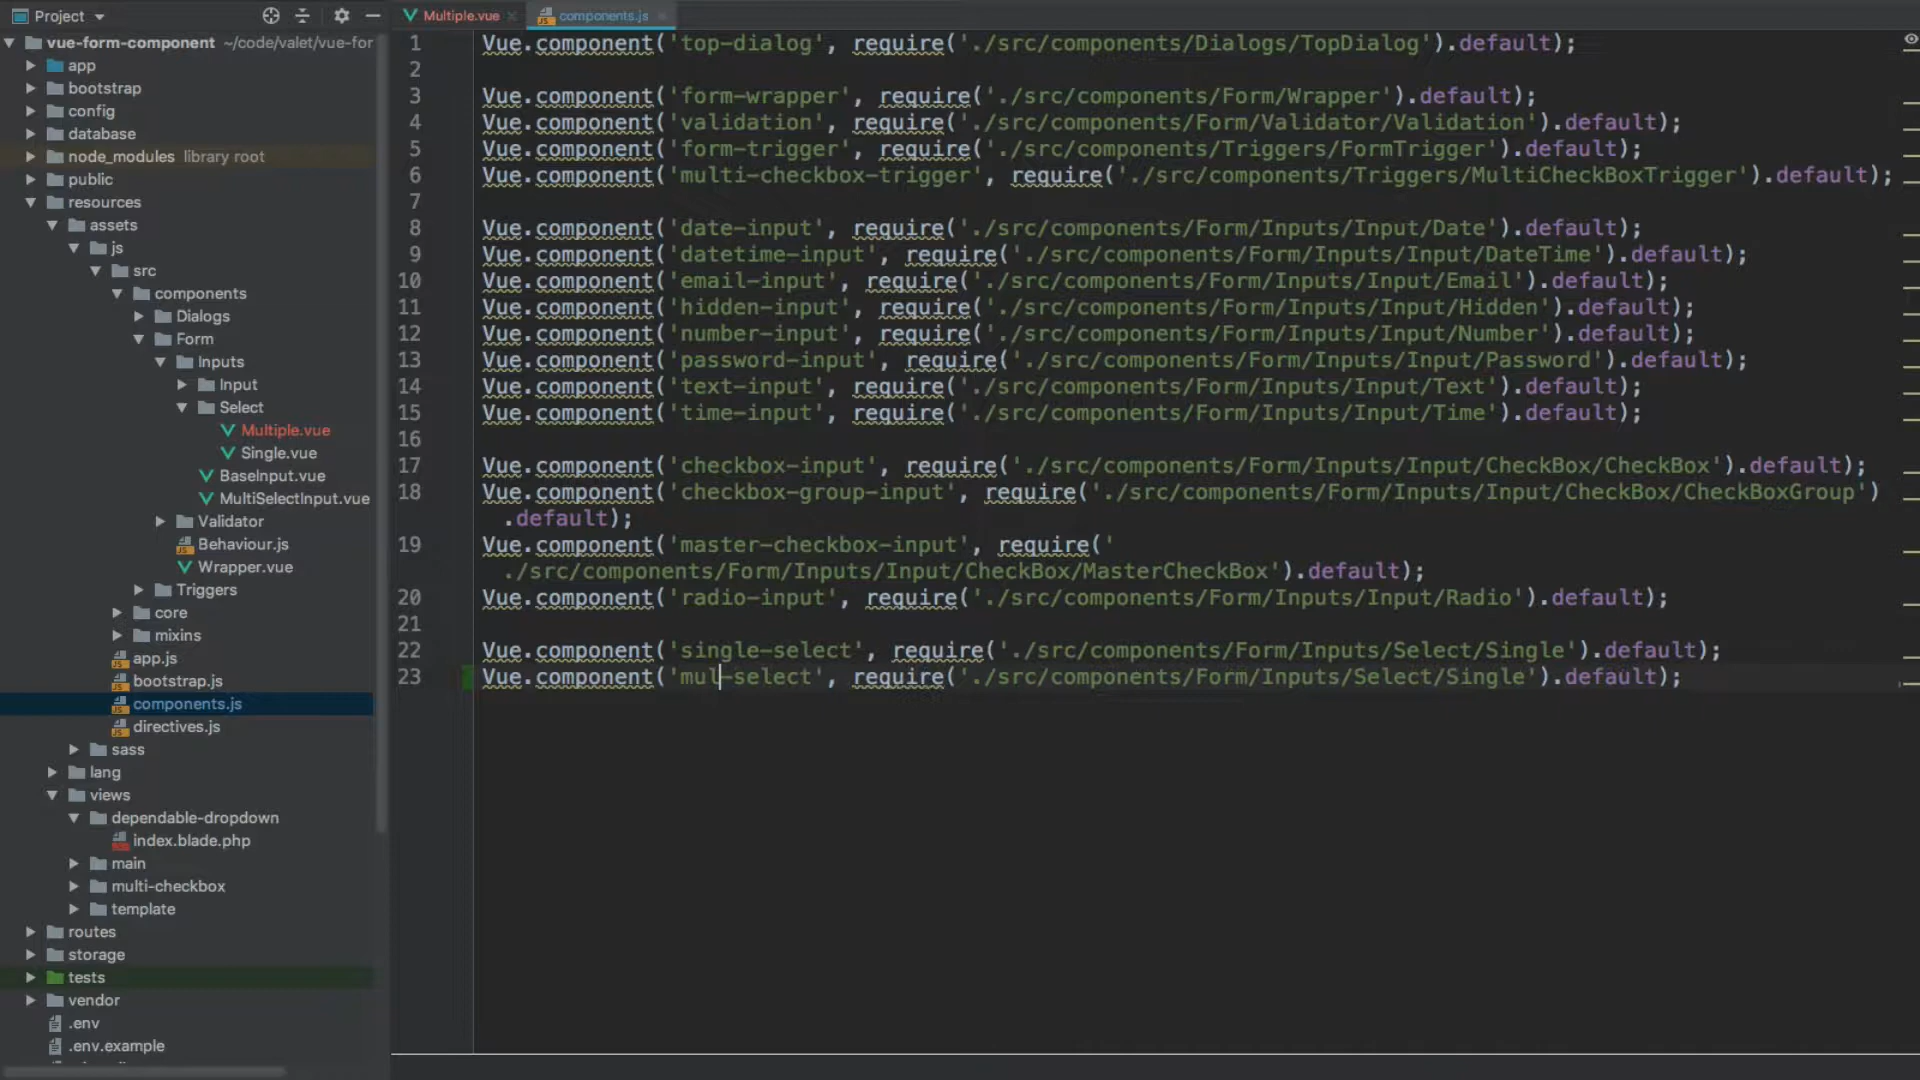 Project
vue-form-component ~/code/valet/vue-for
app
bootstrap
config
database
node_modules library root
public
resources
assets
js
src
components
Dialogs
Form
Inputs
Input
Select
Multiple.vue
Single.vue
BaseInput.vue
MultiSelectInput.vue
Validator
Behaviour.js
Wrapper.vue
Triggers
core
mixins
app.js
bootstrap.js
components.js
directives.js
sass
lang
views
dependable-dropdown
index.blade.php
main
multi-checkbox
template
routes
storage
tests
vendor
.env
.env.example
Multiple.vue
components.js
1 Vue.component('top-dialog', require('./src/components/Dialogs/TopDialog').default);
2
3 Vue.component('form-wrapper', require('./src/components/Form/Wrapper').default);
4 Vue.component('validation', require('./src/components/Form/Validator/Validation').default);
5 Vue.component('form-trigger', require('./src/components/Triggers/FormTrigger').default);
6 Vue.component('multi-checkbox-trigger', require('./src/components/Triggers/MultiCheckBoxTrigger').default);
7
8 Vue.component('date-input', require('./src/components/Form/Inputs/Input/Date').default);
9 Vue.component('datetime-input', require('./src/components/Form/Inputs/Input/DateTime').default);
10 Vue.component('email-input', require('./src/components/Form/Inputs/Input/Email').default);
11 Vue.component('hidden-input', require('./src/components/Form/Inputs/Input/Hidden').default);
12 Vue.component('number-input', require('./src/components/Form/Inputs/Input/Number').default);
13 Vue.component('password-input', require('./src/components/Form/Inputs/Input/Password').default);
14 Vue.component('text-input', require('./src/components/Form/Inputs/Input/Text').default);
15 Vue.component('time-input', require('./src/components/Form/Inputs/Input/Time').default);
16
17 Vue.component('checkbox-input', require('./src/components/Form/Inputs/Input/CheckBox/CheckBox').default);
18 Vue.component('checkbox-group-input', require('./src/components/Form/Inputs/Input/CheckBox/CheckBoxGroup')
.default);
19 Vue.component('master-checkbox-input', require('
./src/components/Form/Inputs/Input/CheckBox/MasterCheckBox').default);
20 Vue.component('radio-input', require('./src/components/Form/Inputs/Input/Radio').default);
21
22 Vue.component('single-select', require('./src/components/Form/Inputs/Select/Single').default);
23 Vue.component('mul-select', require('./src/components/Form/Inputs/Select/Single').default);